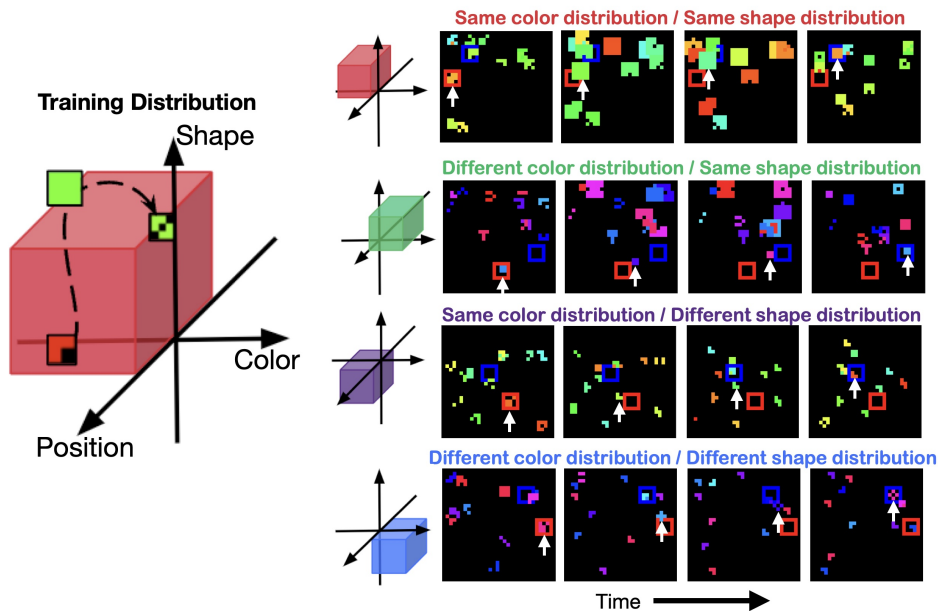 Training Distribution
Shape
Color
Position
Same color distribution / Same shape distribution
Different color distribution / Same shape distribution
Same color distribution / Different shape distribution
Different color distribution / Different shape distribution
Time